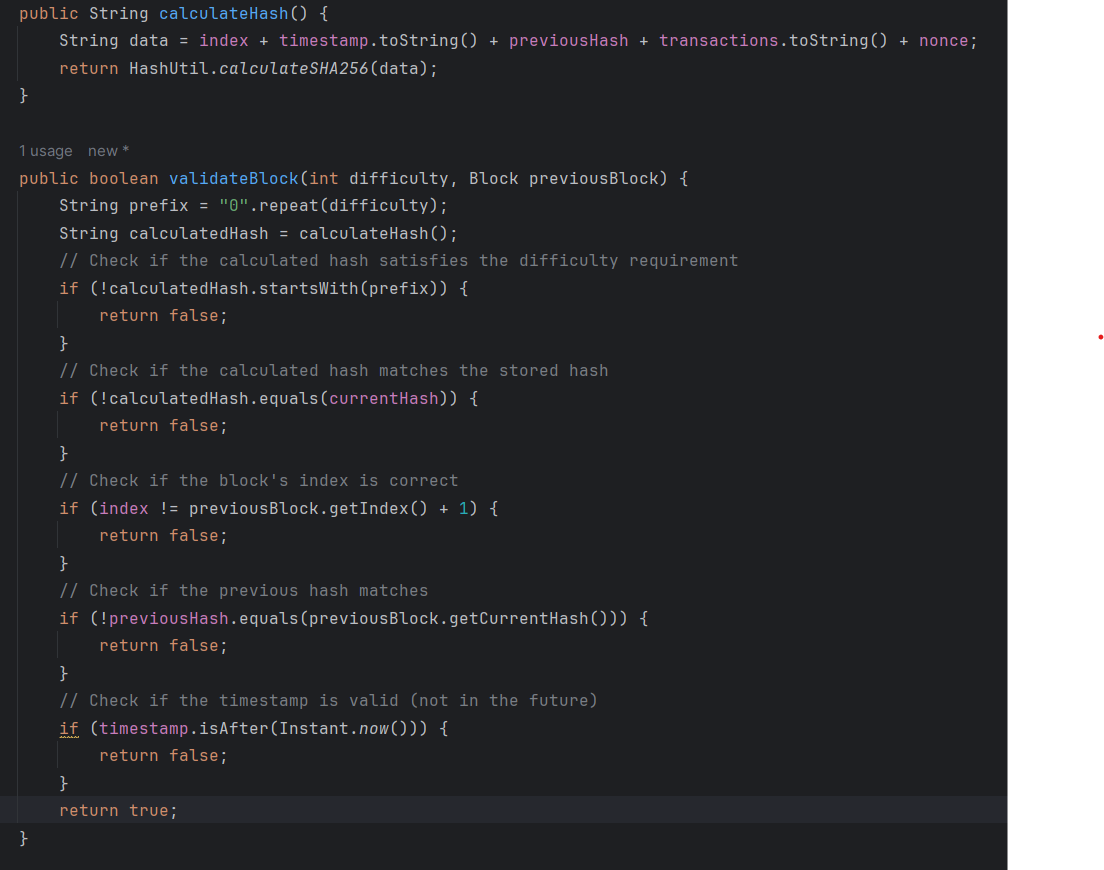 public String calculateHash() {
    String data = index + timestamp.toString() + previousHash + transactions.toString() + nonce;
    return HashUtil.calculateSHA256(data);
}
1 usage   new *
public boolean validateBlock(int difficulty, Block previousBlock) {
    String prefix = "0".repeat(difficulty);
    String calculatedHash = calculateHash();
    // Check if the calculated hash satisfies the difficulty requirement
    if (!calculatedHash.startsWith(prefix)) {
        return false;
    }
    // Check if the calculated hash matches the stored hash
    if (!calculatedHash.equals(currentHash)) {
        return false;
    }
    // Check if the block's index is correct
    if (index != previousBlock.getIndex() + 1) {
        return false;
    }
    // Check if the previous hash matches
    if (!previousHash.equals(previousBlock.getCurrentHash())) {
        return false;
    }
    // Check if the timestamp is valid (not in the future)
    if (timestamp.isAfter(Instant.now())) {
        return false;
    }
    return true;
}